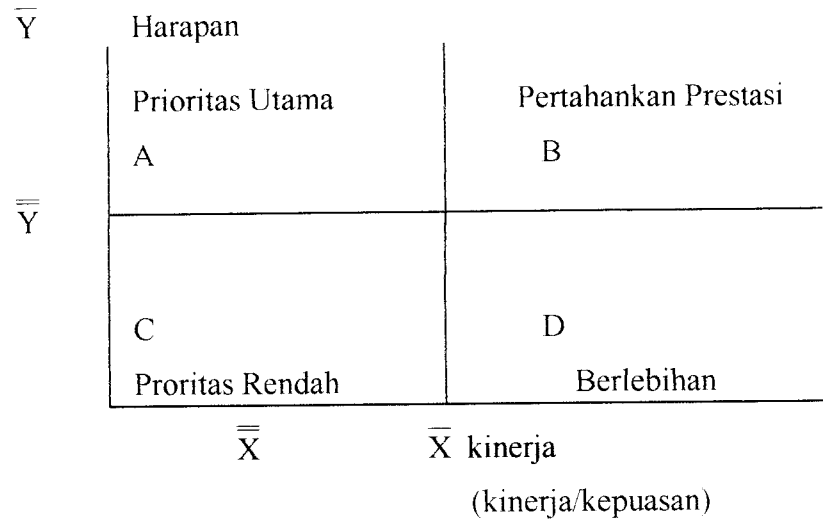 Y̅ Harapan
Prioritas Utama Pertahankan Prestasi
A B
Y̿
C D
Proritas Rendah Berlebihan
X̿ X̅ kinerja
(kinerja/kepuasan)